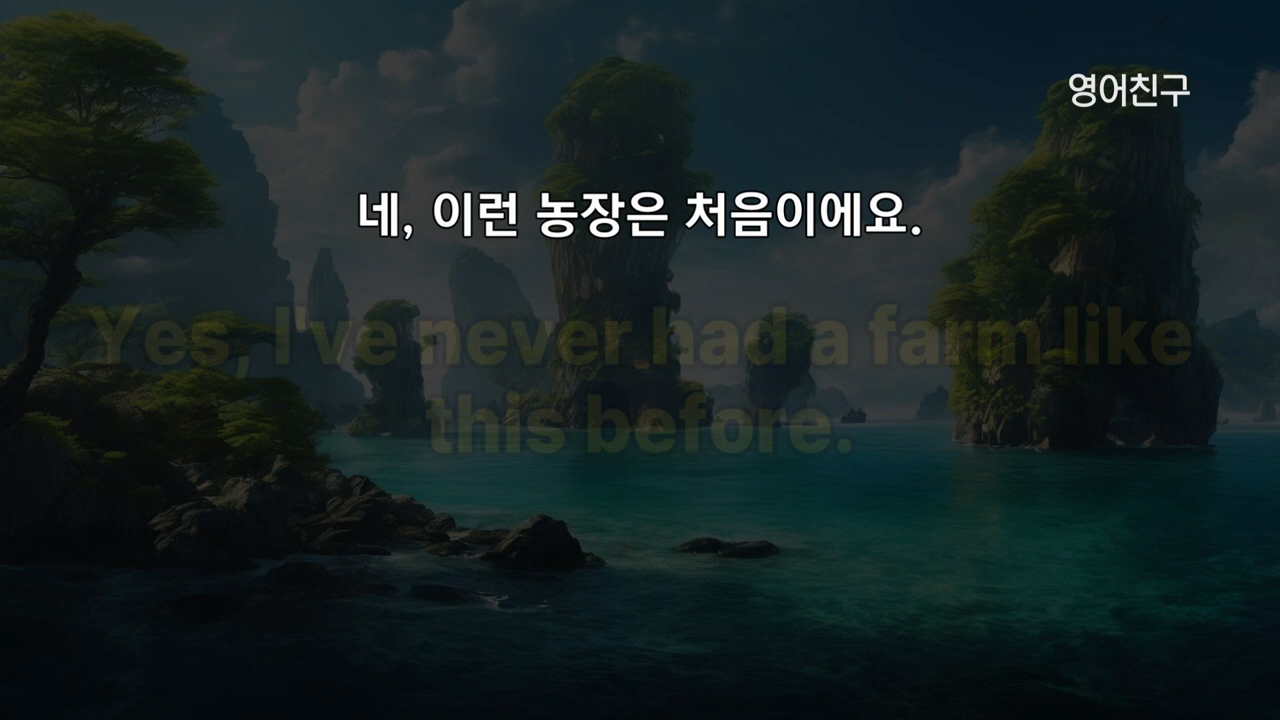 영어친구
네, 이런 농장은 처음이에요.
Yes, I've never had a farm like
this before.